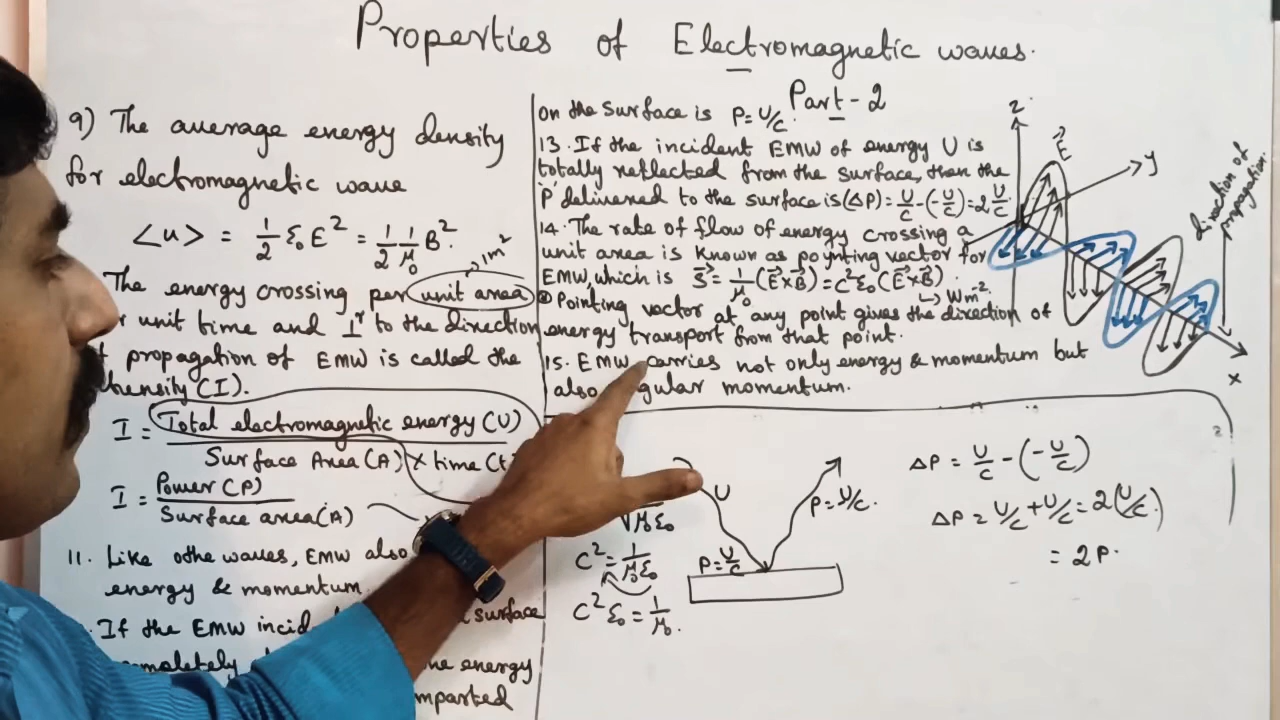 Properties of Electromagnetic waves.
Part-2
9) The average energy density
for electromagnetic wave
<u> = 1/2 ε₀E² = 1/2 1/μ₀ B².
1m²
The energy crossing per unit area
unit time and ⊥ʳ to the direction
propagation of EMW is called the
(I).
I = Total electromagnetic energy (U) / Surface Area(A) × time(t
I = Power(P) / Surface area(A)
11. Like othe waves, EMW also
energy & momentum
If the EMW surface
energy
imparted
on the surface is P=U/c.
13. If the incident EMW of energy U is
totally reflected from the surface, then the
'P' delivered to the surface is (ΔP) = U/c - (-U/c) = 2 U/c
14. The rate of flow of energy crossing a
unit area is known as poynting vector for
EMW, which is S⃗ = 1/μ₀ (E⃗×B⃗) = c²ε₀ (E⃗×B⃗).
↳ Wm⁻².
Pointing vector at any point gives the direction of
energy transport from that point.
15. EMW carries not only energy & momentum but
also angular momentum.
z
E⃗
y
direction of
propagation.
x
√μ₀ε₀
C² = 1/μ₀ε₀
C²ε₀ = 1/μ₀.
U
P = U/c
P = U/c.
ΔP = U/c - (-U/c)
ΔP = U/c + U/c = 2(U/c)
= 2P.